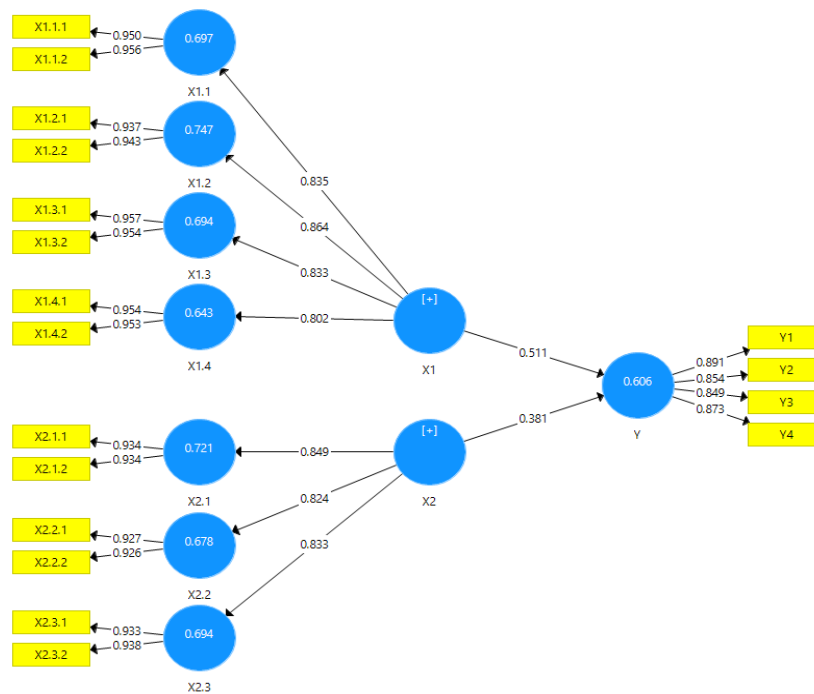 X1.1.1
0.950
X1.1.2
0.956
0.697
X1.1
X1.2.1
0.937
X1.2.2
0.943
0.747
X1.2
0.835
0.864
X1.3.1
0.957
X1.3.2
0.954
0.694
X1.3
0.833
X1.4.1
0.954
X1.4.2
0.953
0.643
X1.4
0.802
[+]
X1
0.511
0.606
Y
0.891
Y1
0.854
Y2
0.849
Y3
0.873
Y4
0.381
X2.1.1
0.934
X2.1.2
0.934
0.721
X2.1
0.849
[+]
X2
0.824
X2.2.1
0.927
X2.2.2
0.926
0.678
X2.2
0.833
X2.3.1
0.933
X2.3.2
0.938
0.694
X2.3